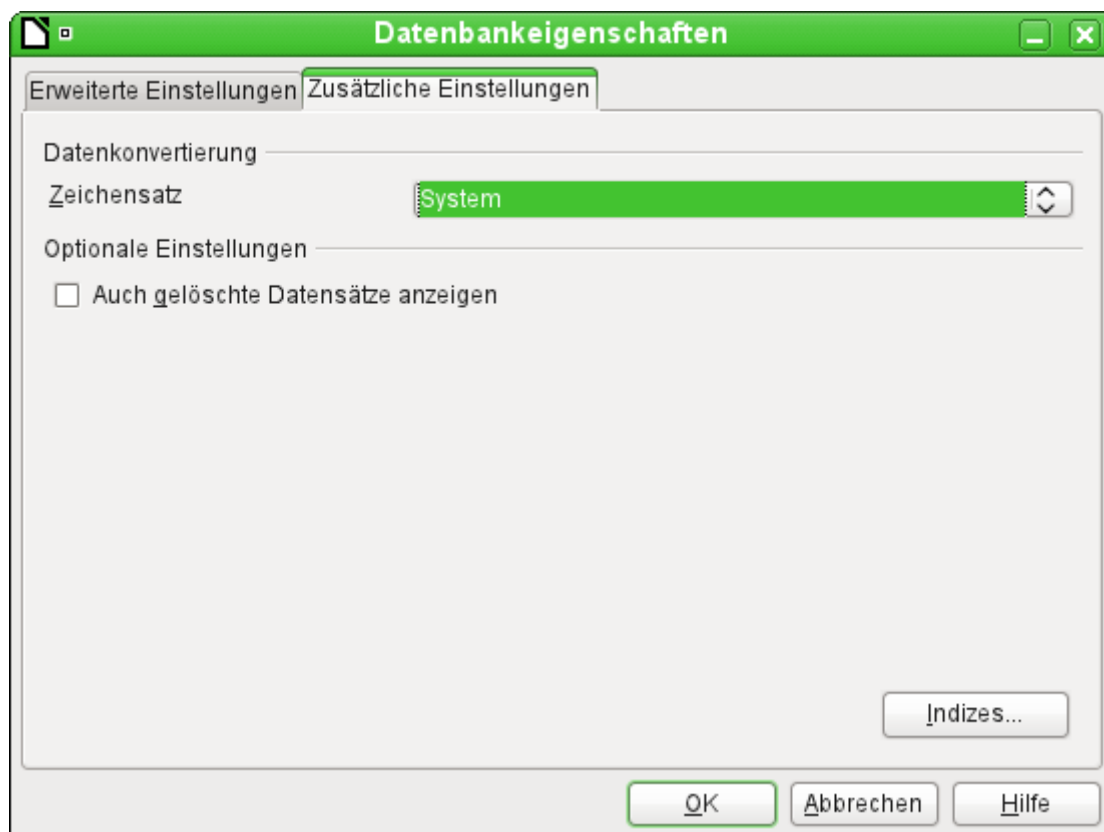 Datenbankeigenschaften
Erweiterte Einstellungen Zusätzliche Einstellungen
Datenkonvertierung
Zeichensatz System
Optionale Einstellungen
Auch gelöschte Datensätze anzeigen
Indizes...
OK Abbrechen Hilfe